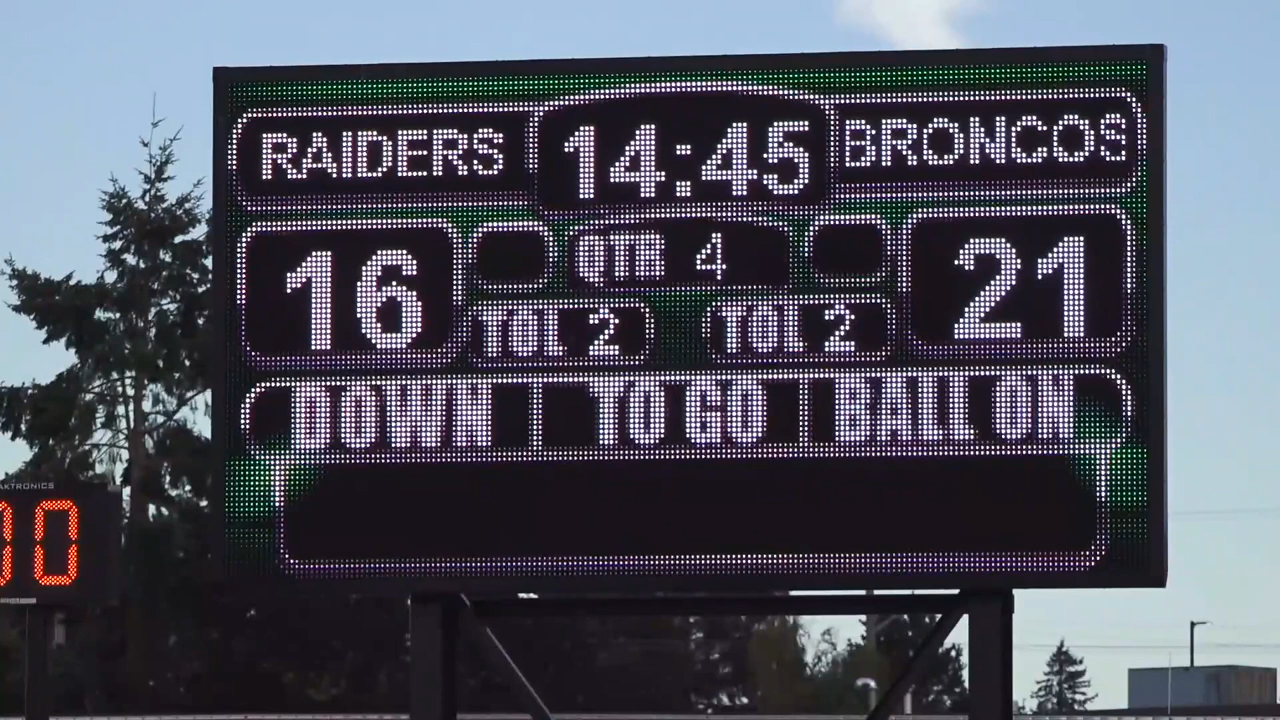 RAIDERS 14:45 BRONCOS
16 QTR 4 21
TOL 2 TOL 2
DOWN TO GO BALL ON